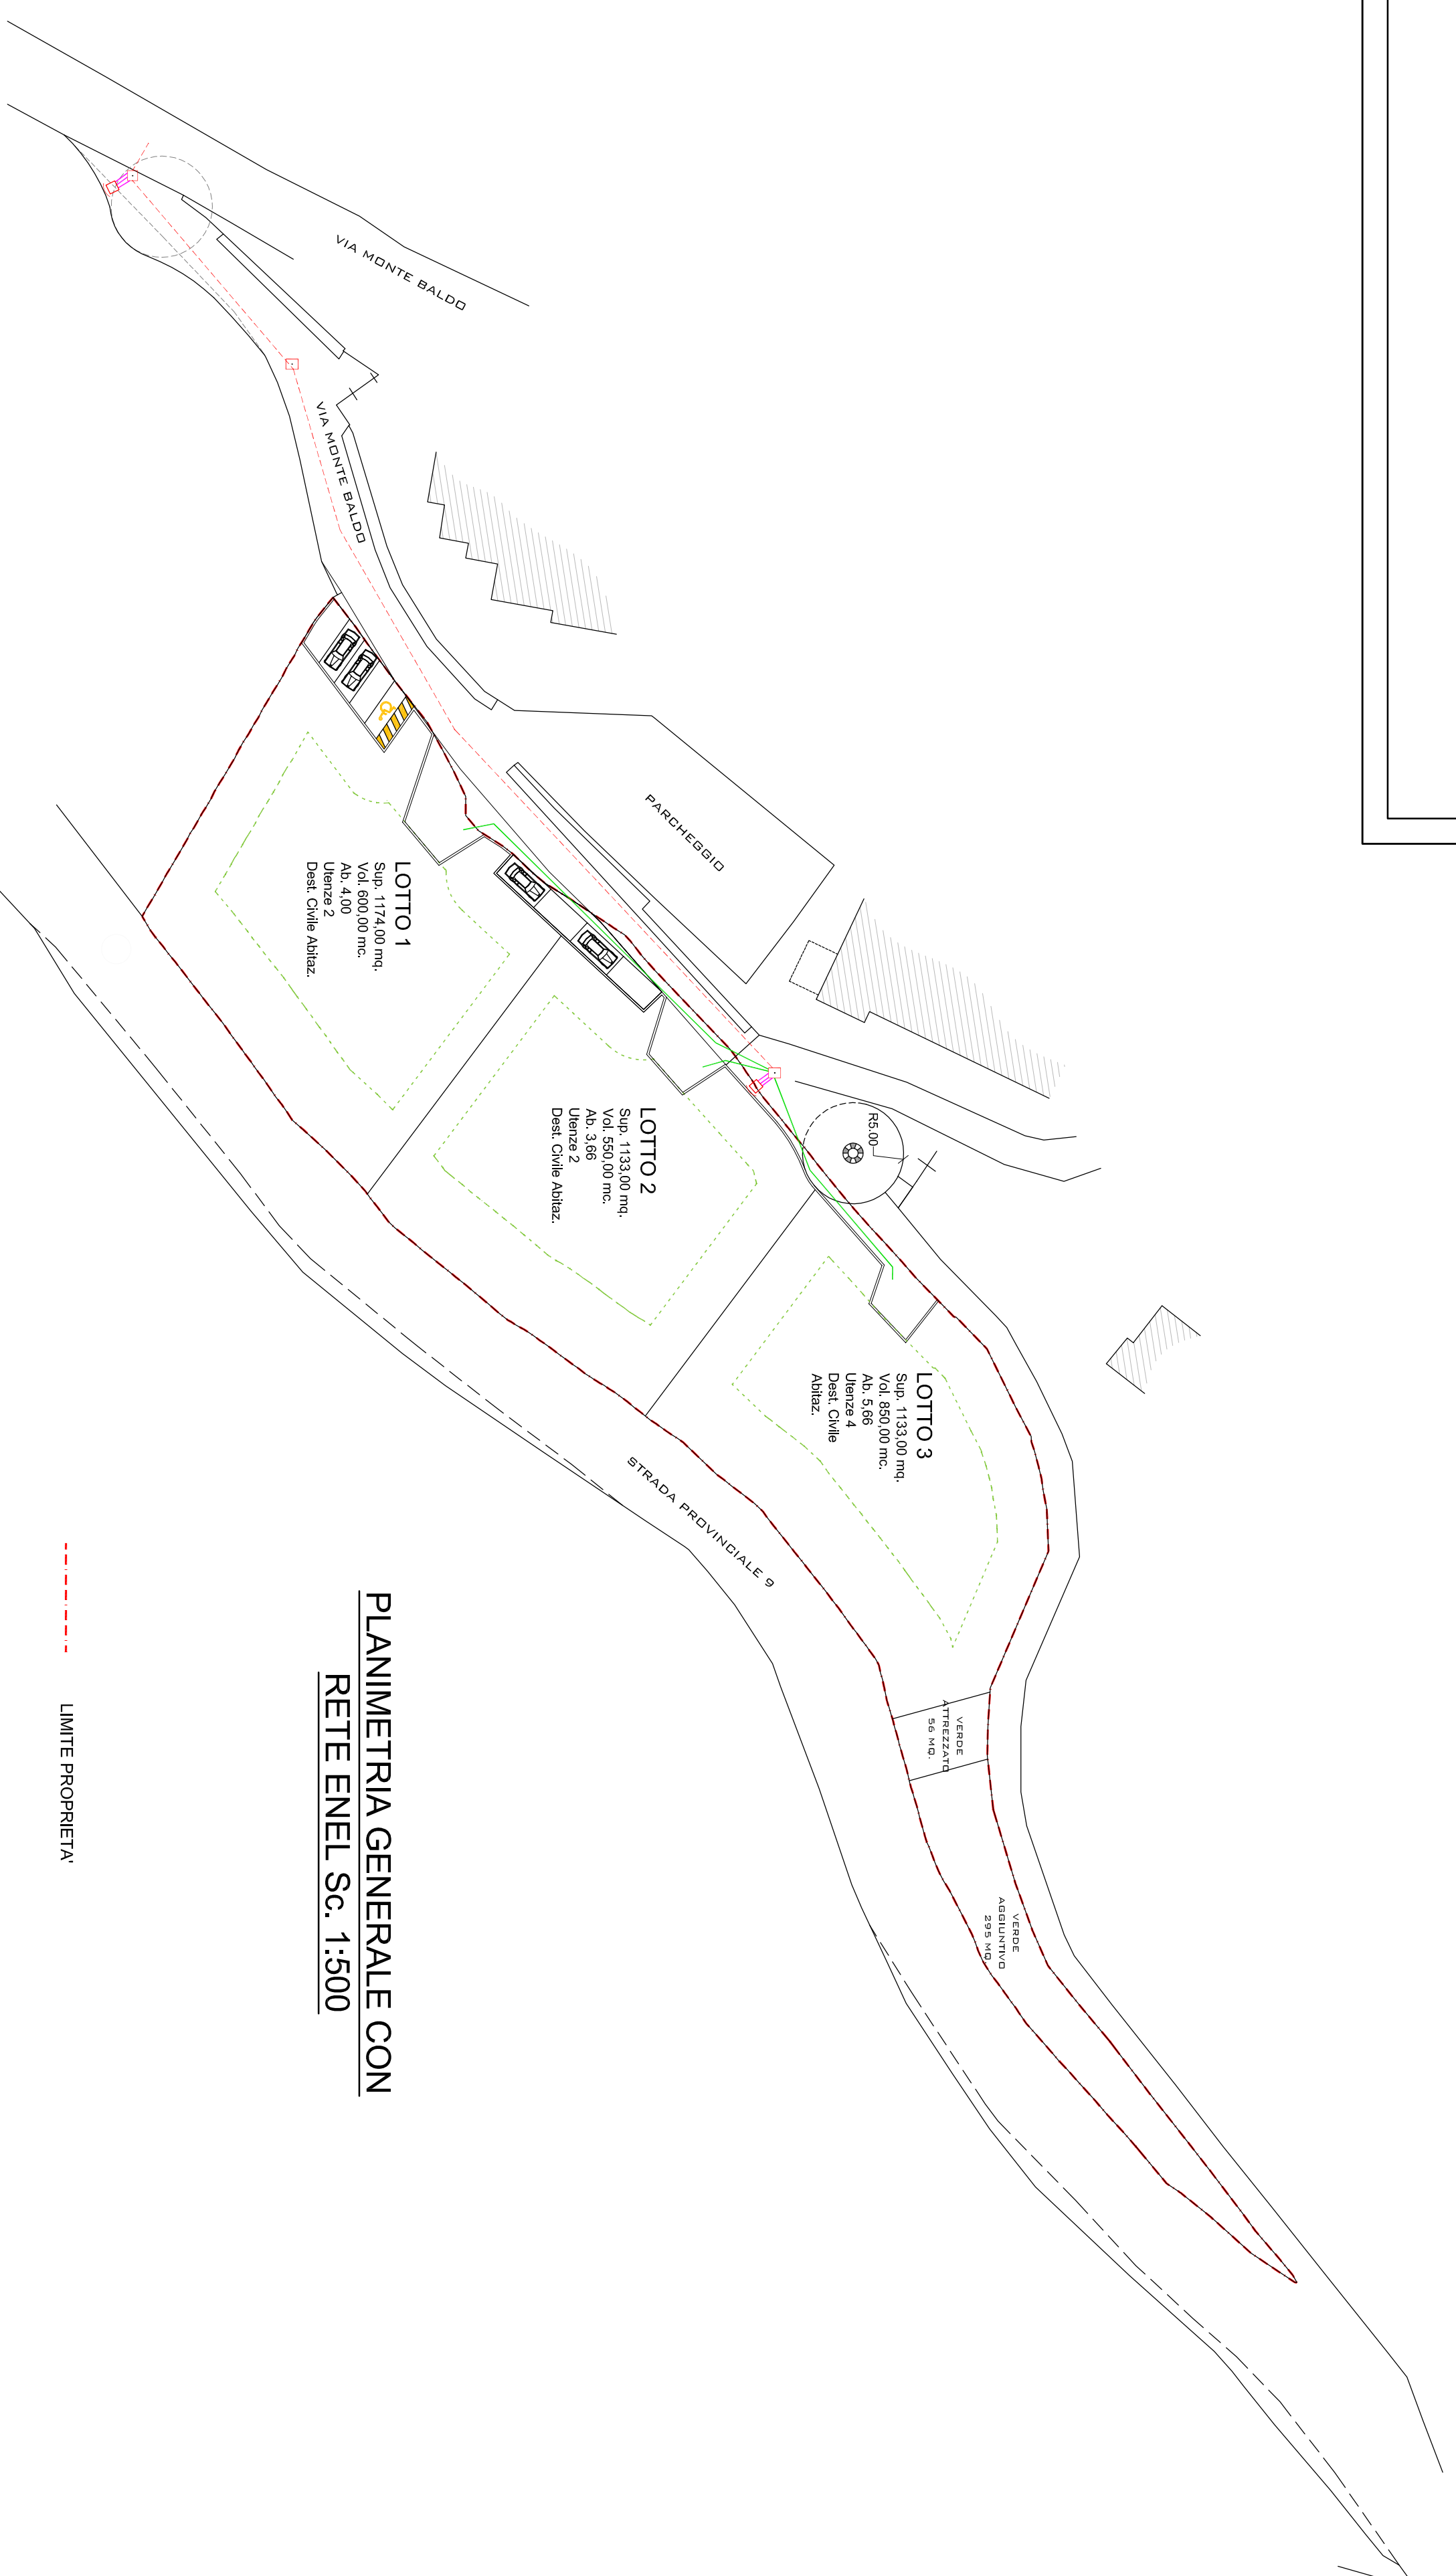 VIA MONTE BALDO
VIA MONTE BALDO
PARCHEGGIO
R5.00
LOTTO 1
Sup. 1174,00 mq.
Vol. 600,00 mc.
Ab. 4,00
Utenze 2
Dest. Civile Abitaz.
LOTTO 2
Sup. 1133,00 mq.
Vol. 550,00 mc.
Ab. 3,66
Utenze 2
Dest. Civile Abitaz.
LOTTO 3
Sup. 1133,00 mq.
Vol. 850,00 mc.
Ab. 5,66
Utenze 4
Dest. Civile
Abitaz.
STRADA PROVINCIALE 9
VERDE
ATTREZZATO
56 MQ.
VERDE
AGGIUNTIVO
295 MQ.
PLANIMETRIA GENERALE CON
RETE ENEL Sc. 1:500
LIMITE PROPRIETA'